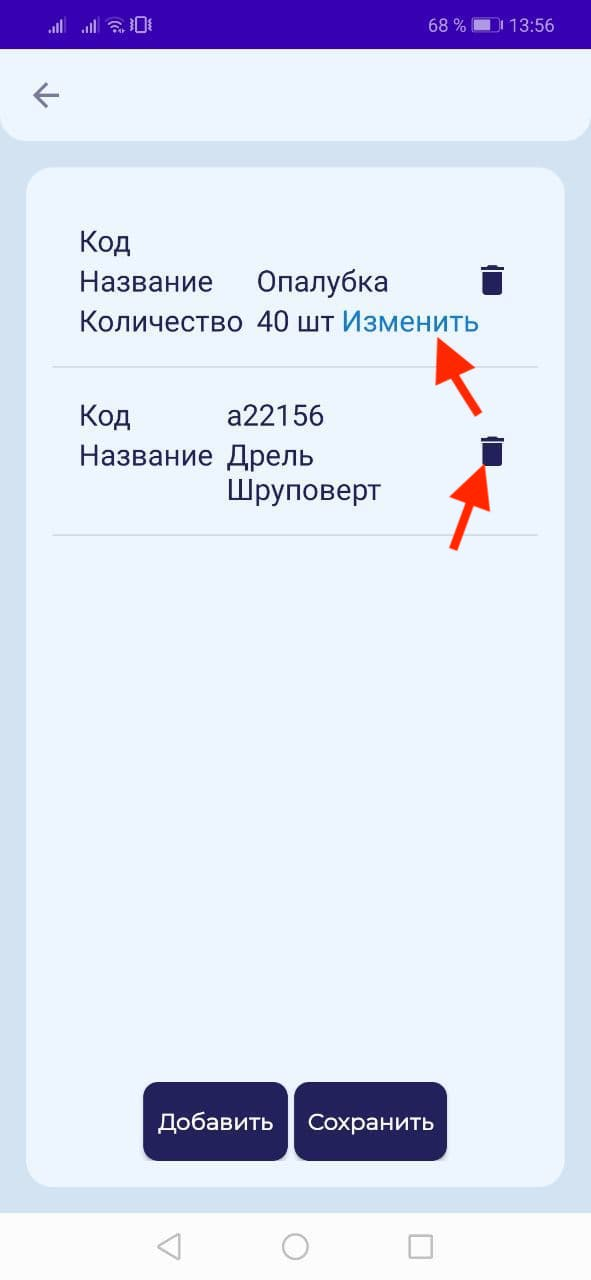 68 % 13:56
Код
Название Опалубка
Количество 40 шт Изменить
Код а22156
Название Дрель
Шруповерт
Добавить Сохранить